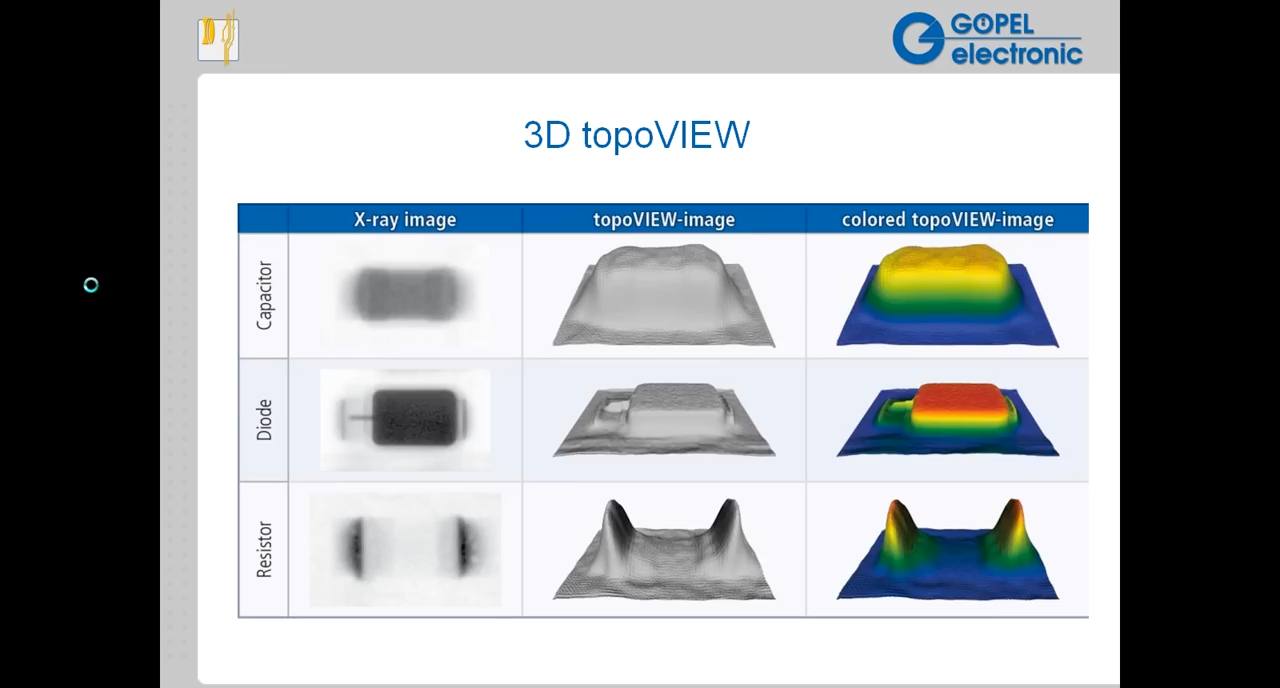 GÖPEL
electronic
3D topoVIEW
X-ray image
topoVIEW-image
colored topoVIEW-image
Capacitor
Diode
Resistor